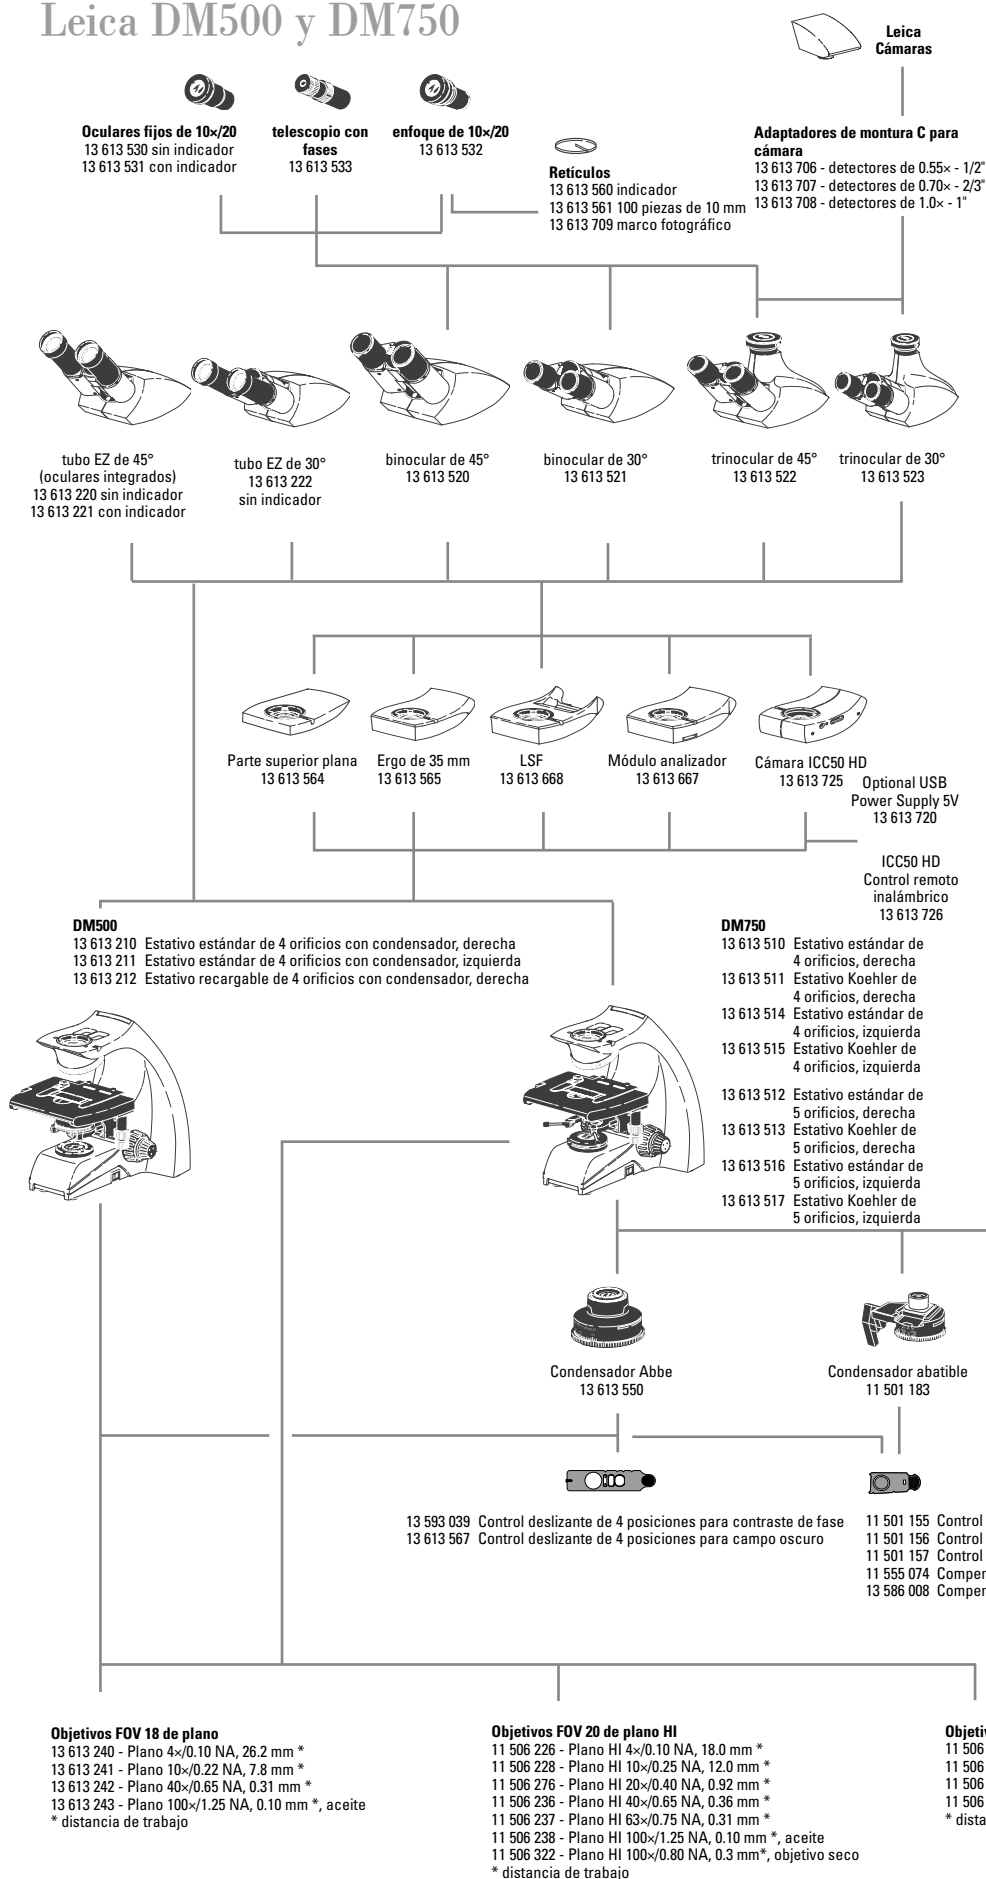 Leica DM500 y DM750
Leica
Cámaras
Oculares fijos de 10×/20
13 613 530 sin indicador
13 613 531 con indicador
telescopio con
fases
13 613 533
enfoque de 10×/20
13 613 532
Retículos
13 613 560 indicador
13 613 561 100 piezas de 10 mm
13 613 709 marco fotográfico
Adaptadores de montura C para
cámara
13 613 706 - detectores de 0.55× - 1/2"
13 613 707 - detectores de 0.70× - 2/3"
13 613 708 - detectores de 1.0× - 1"
tubo EZ de 45°
(oculares integrados)
13 613 220 sin indicador
13 613 221 con indicador
tubo EZ de 30°
13 613 222
sin indicador
binocular de 45°
13 613 520
binocular de 30°
13 613 521
trinocular de 45°
13 613 522
trinocular de 30°
13 613 523
Parte superior plana
13 613 564
Ergo de 35 mm
13 613 565
LSF
13 613 668
Módulo analizador
13 613 667
Cámara ICC50 HD
13 613 725
Optional USB
Power Supply 5V
13 613 720
ICC50 HD
Control remoto
inalámbrico
13 613 726
DM500
13 613 210 Estativo estándar de 4 orificios con condensador, derecha
13 613 211 Estativo estándar de 4 orificios con condensador, izquierda
13 613 212 Estativo recargable de 4 orificios con condensador, derecha
DM750
13 613 510 Estativo estándar de
4 orificios, derecha
13 613 511 Estativo Koehler de
4 orificios, derecha
13 613 514 Estativo estándar de
4 orificios, izquierda
13 613 515 Estativo Koehler de
4 orificios, izquierda
13 613 512 Estativo estándar de
5 orificios, derecha
13 613 513 Estativo Koehler de
5 orificios, derecha
13 613 516 Estativo estándar de
5 orificios, izquierda
13 613 517 Estativo Koehler de
5 orificios, izquierda
Condensador Abbe
13 613 550
Condensador abatible
11 501 183
13 593 039 Control deslizante de 4 posiciones para contraste de fase
13 613 567 Control deslizante de 4 posiciones para campo oscuro
11 501 155 Control
11 501 156 Control
11 501 157 Control
11 555 074 Comper
13 586 008 Comper
Objetivos FOV 18 de plano
13 613 240 - Plano 4×/0.10 NA, 26.2 mm *
13 613 241 - Plano 10×/0.22 NA, 7.8 mm *
13 613 242 - Plano 40×/0.65 NA, 0.31 mm *
13 613 243 - Plano 100×/1.25 NA, 0.10 mm *, aceite
* distancia de trabajo
Objetivos FOV 20 de plano HI
11 506 226 - Plano HI 4×/0.10 NA, 18.0 mm *
11 506 228 - Plano HI 10×/0.25 NA, 12.0 mm *
11 506 276 - Plano HI 20×/0.40 NA, 0.92 mm *
11 506 236 - Plano HI 40×/0.65 NA, 0.36 mm *
11 506 237 - Plano HI 63×/0.75 NA, 0.31 mm *
11 506 238 - Plano HI 100×/1.25 NA, 0.10 mm *, aceite
11 506 322 - Plano HI 100×/0.80 NA, 0.3 mm*, objetivo seco
* distancia de trabajo
Objetiv
11 506
11 506
11 506
11 506
* dista